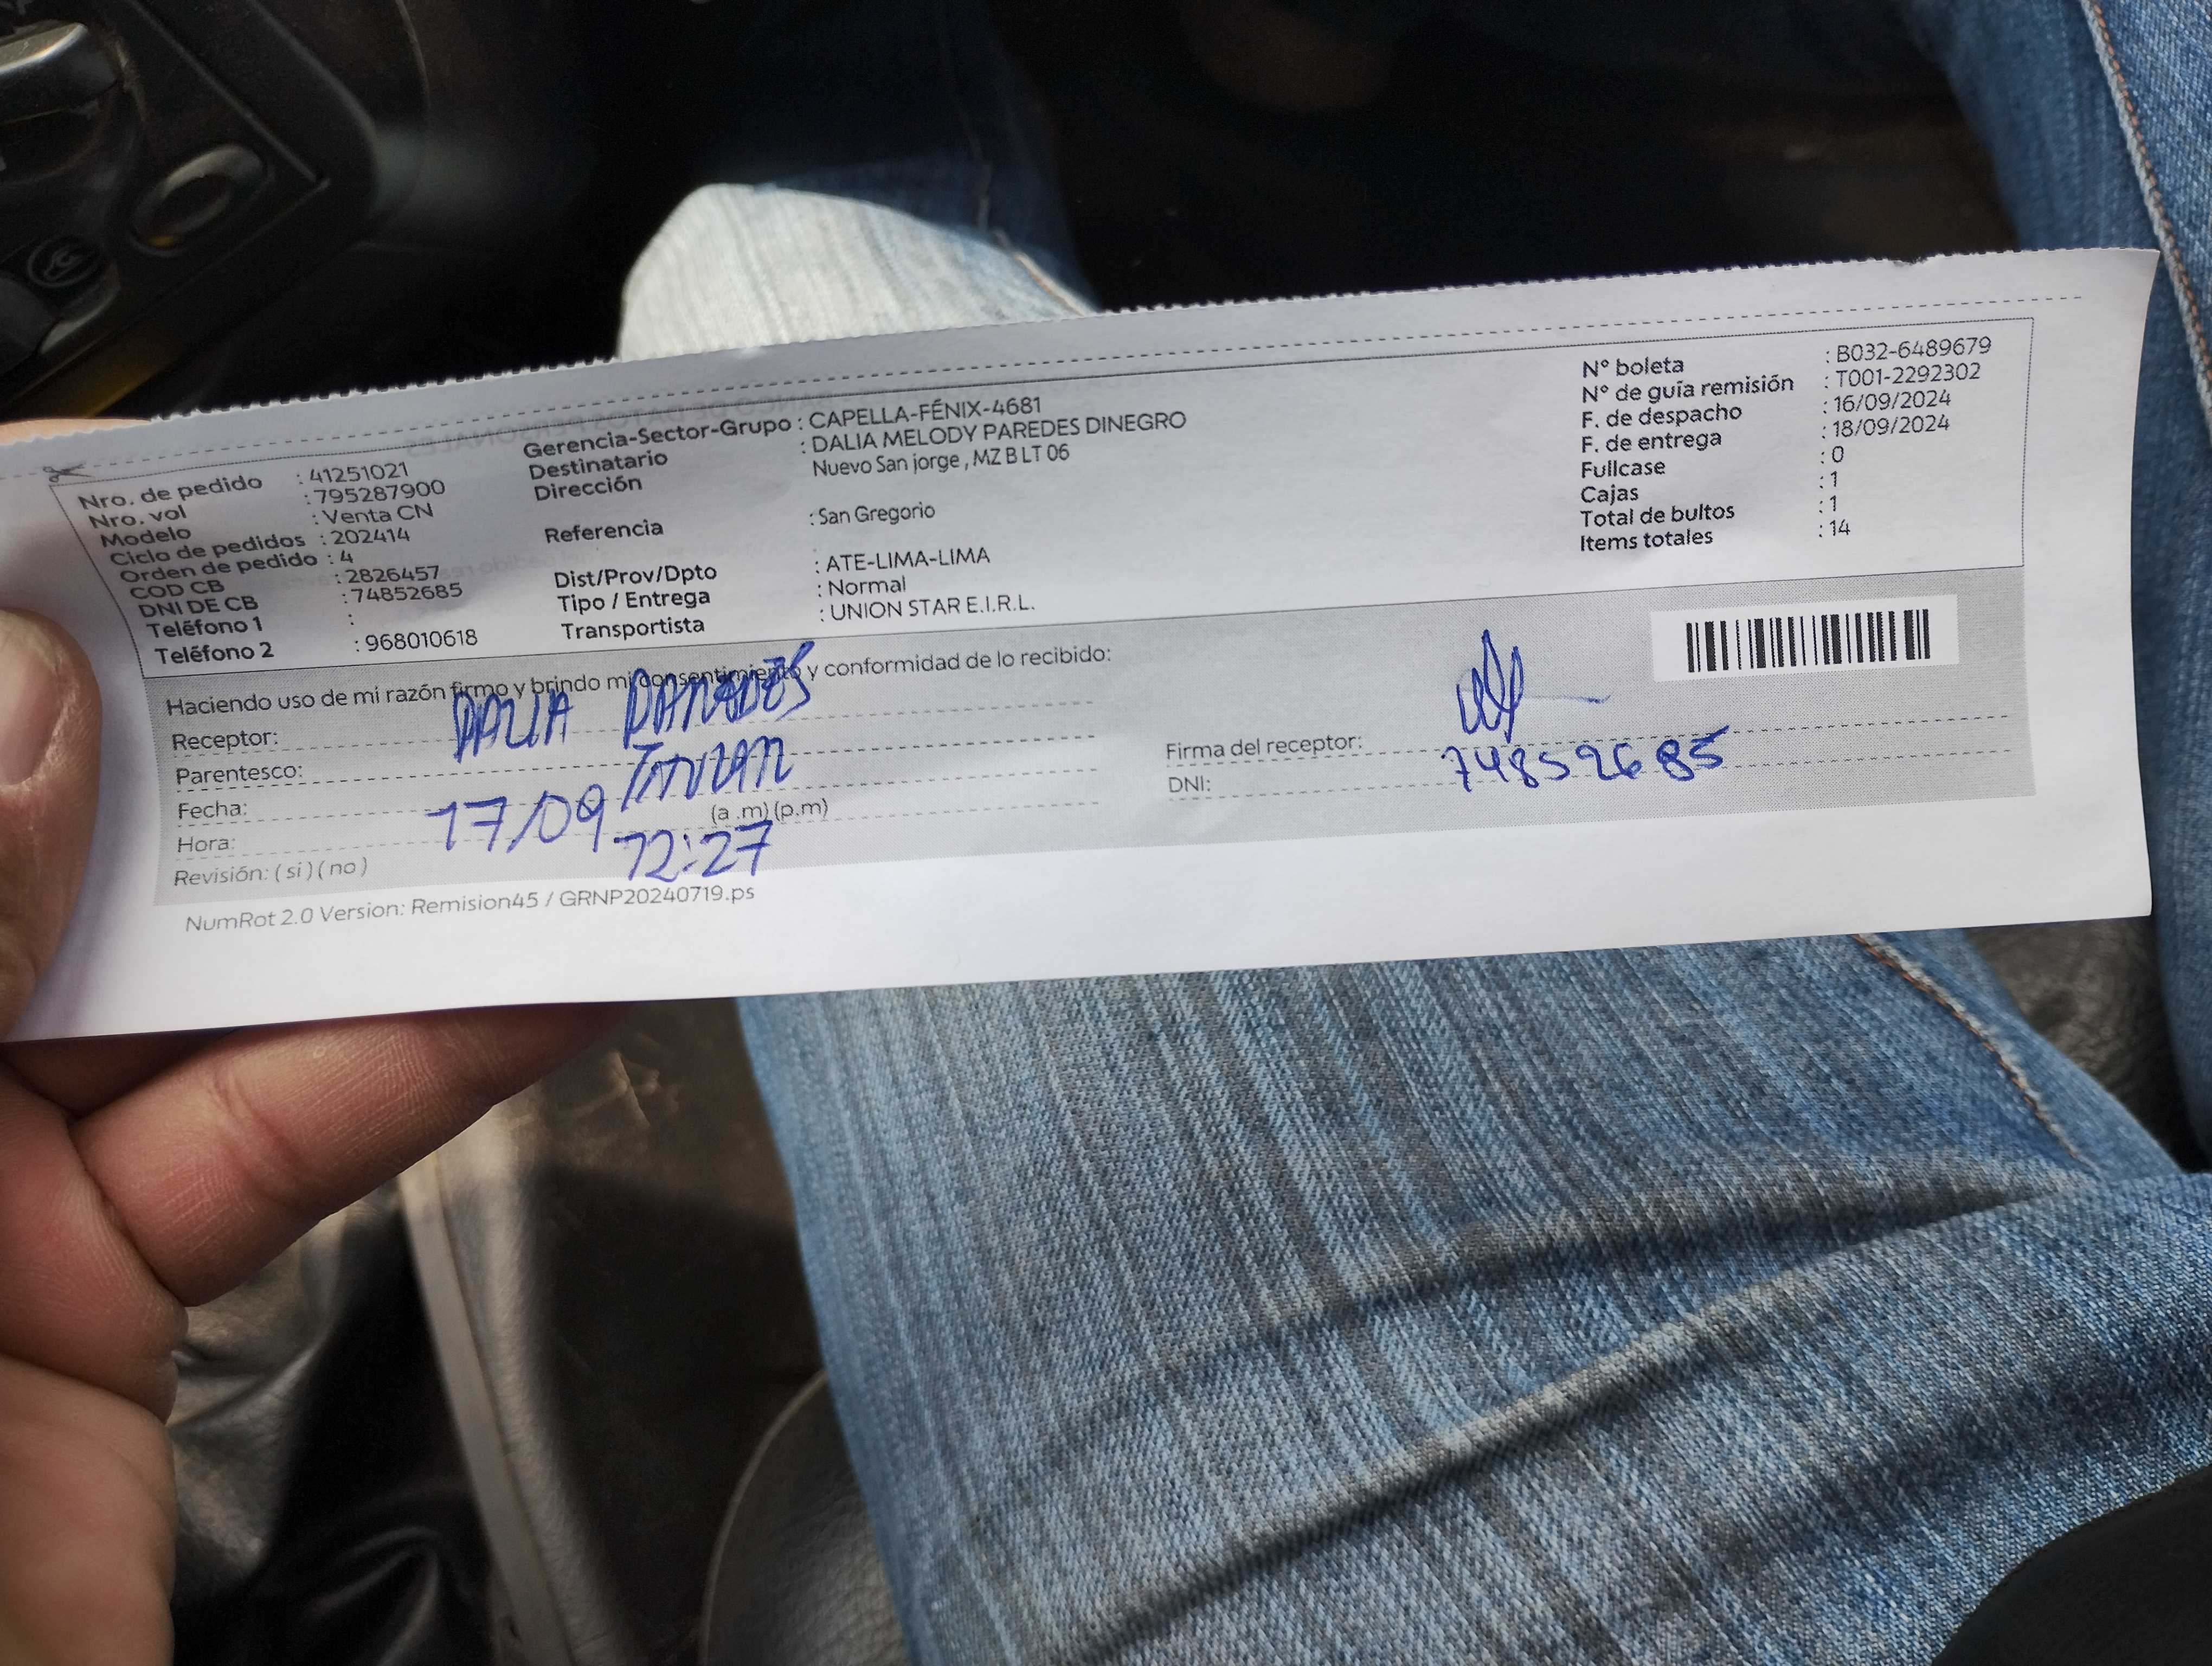 Nro. de pedido : 41251021
Nro. vol : 795287900
Modelo : Venta CN
Ciclo de pedidos : 202414
Orden de pedido : 4
COD CB : 2826457
DNI DE CB : 74852685
Teléfono 1 :
Teléfono 2 : 968010618
Gerencia-Sector-Grupo : CAPELLA-FÉNIX-4681
Destinatario : DALIA MELODY PAREDES DINEGRO
Dirección Nuevo San jorge , MZ B LT 06
Referencia : San Gregorio
Dist/Prov/Dpto : ATE-LIMA-LIMA
Tipo / Entrega : Normal
Transportista : UNION STAR E.I.R.L.
N° boleta : B032-6489679
N° de guía remisión : T001-2292302
F. de despacho : 16/09/2024
F. de entrega : 18/09/2024
Fullcase : 0
Cajas : 1
Total de bultos : 1
Items totales : 14
Haciendo uso de mi razón firmo y brindo mi consentimiento y conformidad de lo recibido:
Receptor: DALIA PAREDES
Parentesco:
Fecha: 17/09
Hora: (a .m) (p.m) 12:27
Revisión: ( si ) ( no )
Firma del receptor:
DNI: 74852685
NumRot 2.0 Version: Remision45 / GRNP20240719.ps